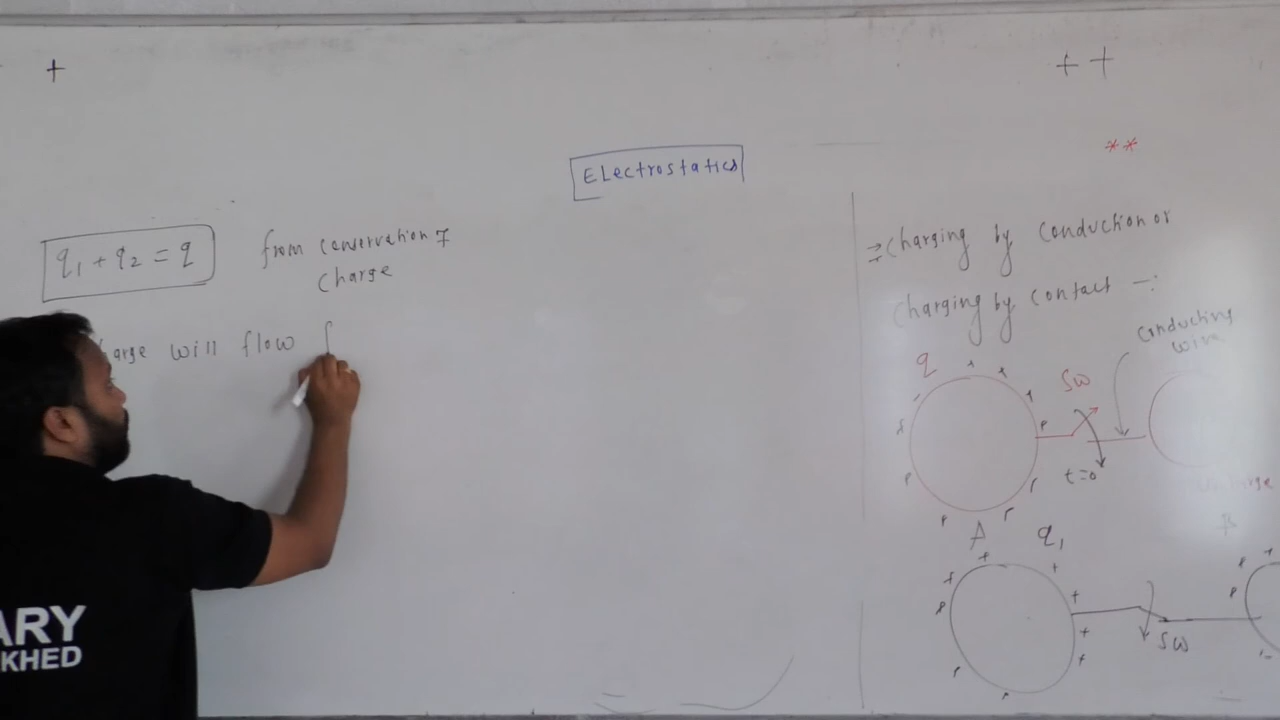 +
++
**
Electrostatics
q1 + q2 = q
from conservation of
charge
arge will flow f
⇒ charging by conduction or
charging by contact -:
conducting
wire
q
SW
t=0
A
q1
SW
B
ARY
KHED